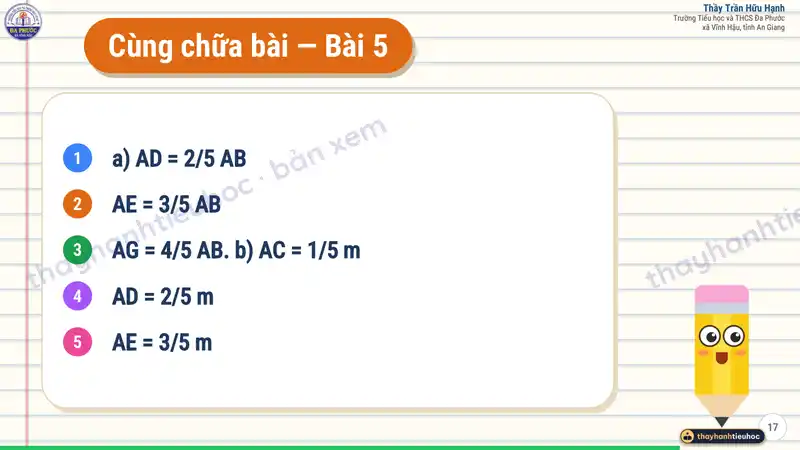 Thầy Trần Hữu Hạnh
Trường Tiểu học và THCS Đa Phước
xã Vĩnh Hậu, tỉnh An Giang
ĐA PHƯỚC
Cùng chữa bài — Bài 5
1 a) AD = 2/5 AB
2 AE = 3/5 AB
3 AG = 4/5 AB. b) AC = 1/5 m
4 AD = 2/5 m
5 AE = 3/5 m
thayhanhtieuhoc · bản xem
thayhanhtieuhoc
17